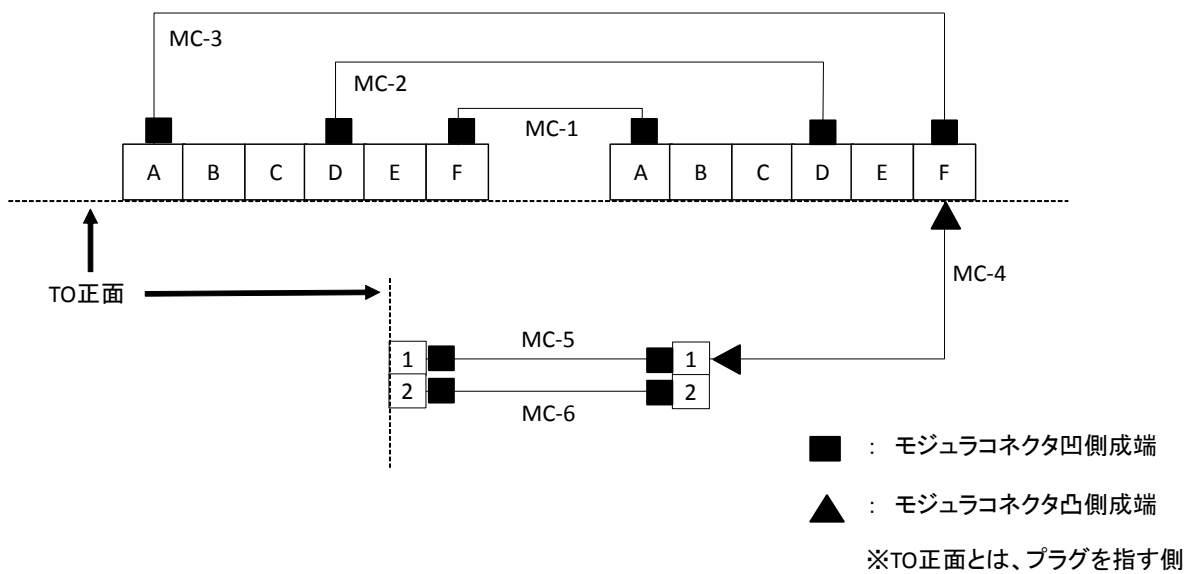 MC-3
MC-2
MC-1
A B C D E F
A B C D E F
MC-4
TO正面
MC-5
1 1
2 2
MC-6
■ : モジュラコネクタ凹側成端
▲ : モジュラコネクタ凸側成端
※TO正面とは、プラグを指す側